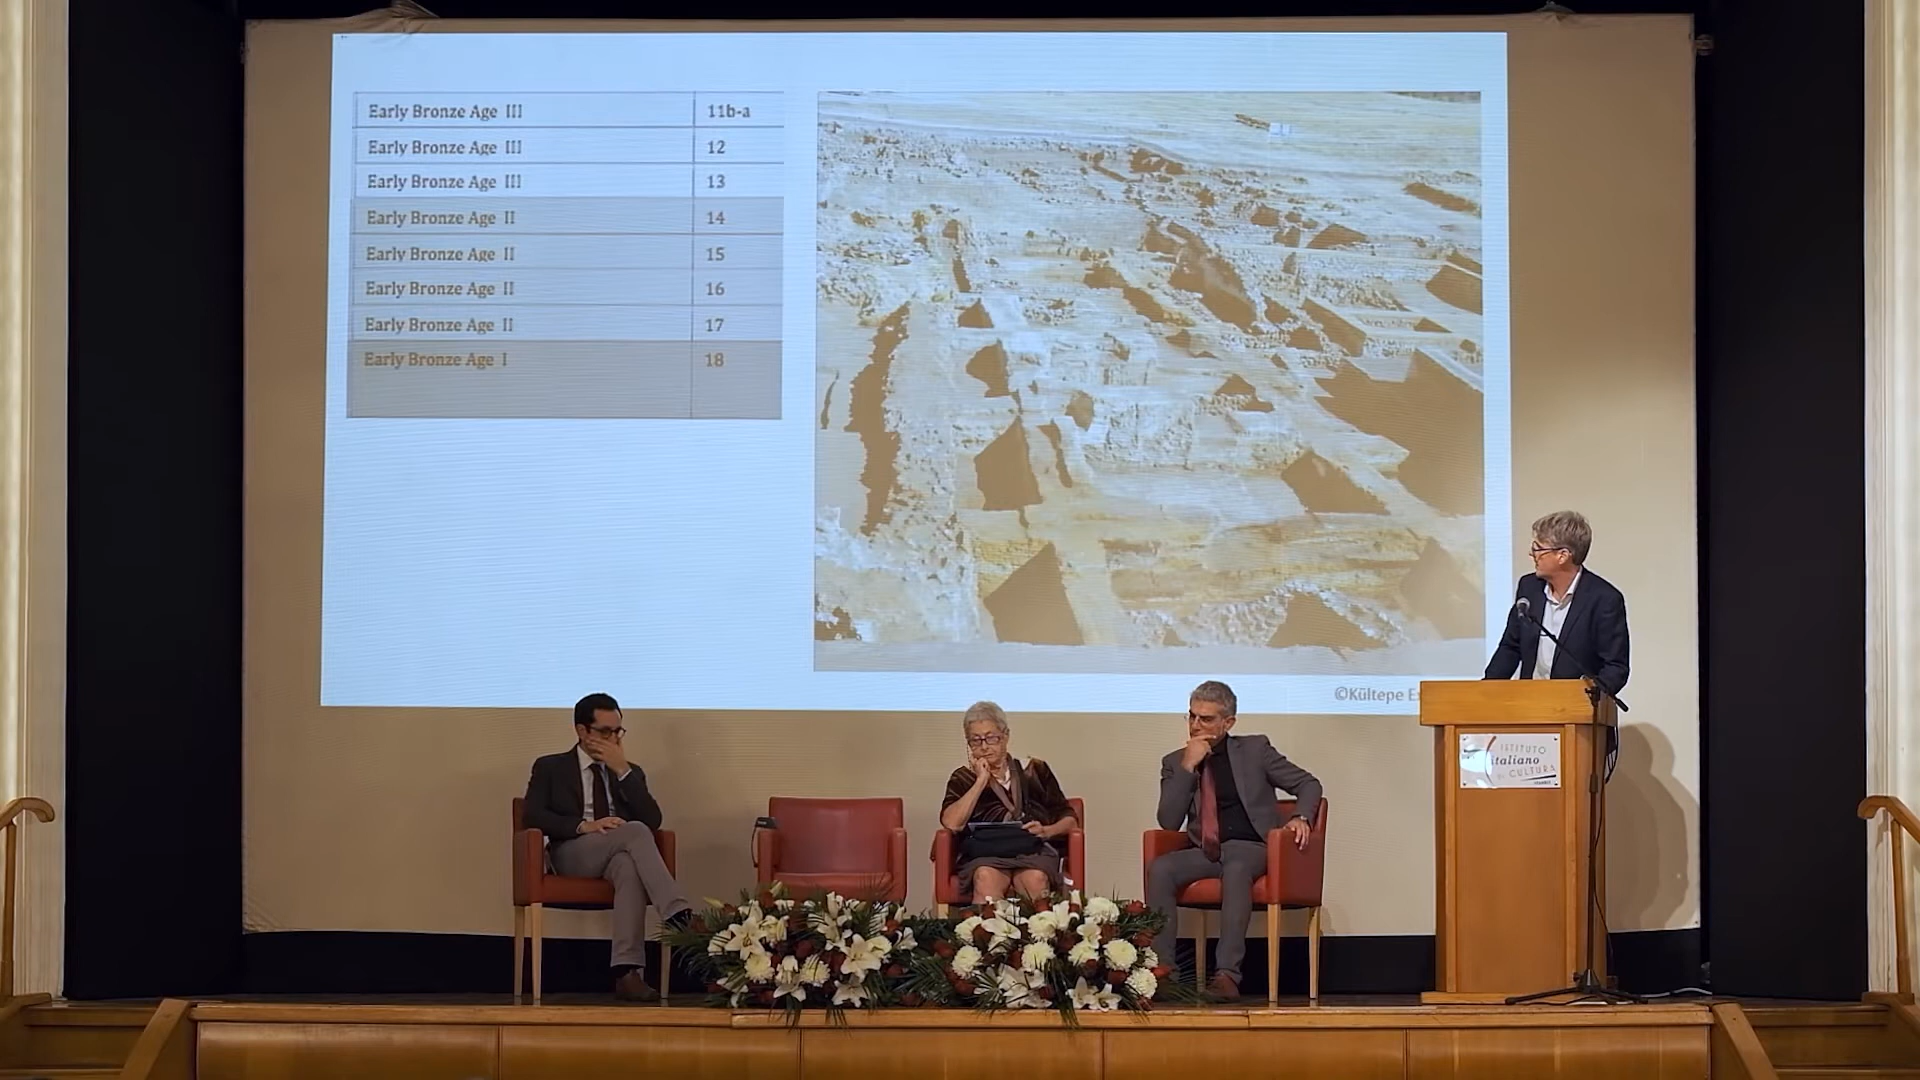 Early Bronze Age III 11b-a
Early Bronze Age III 12
Early Bronze Age III 13
Early Bronze Age II 14
Early Bronze Age II 15
Early Bronze Age II 16
Early Bronze Age II 17
Early Bronze Age I 18
©Kültepe
ISTITUTO
italiano
DI CULTURA